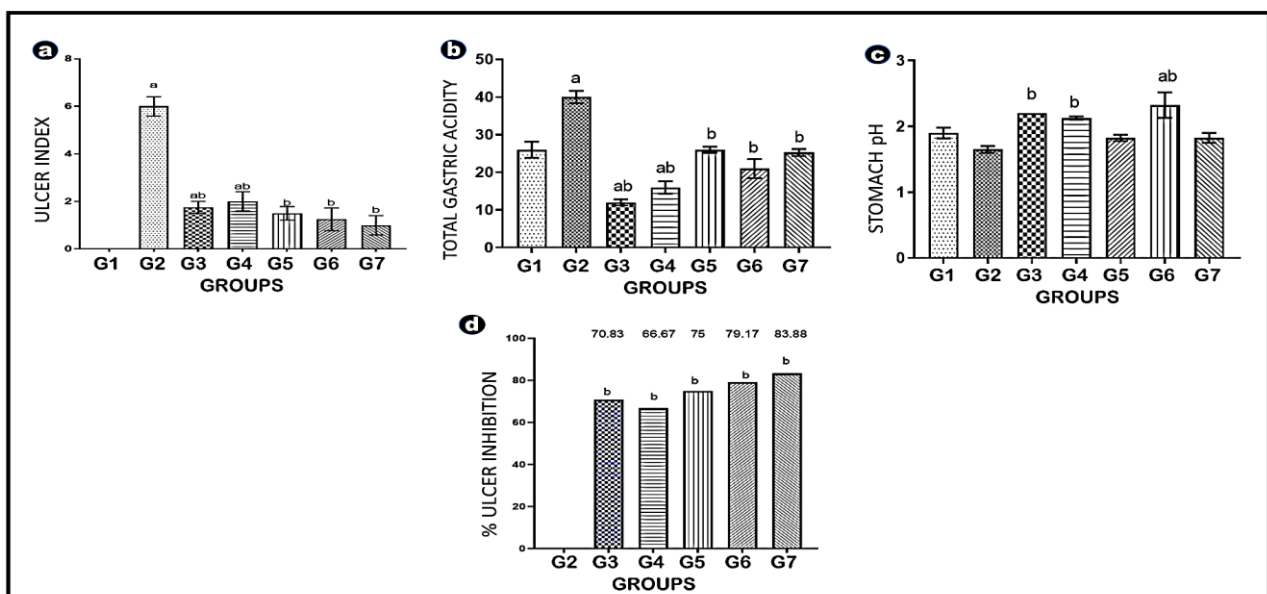 a
ULCER INDEX
8
6
4
2
0
a
ab
ab
b
b
b
G1 G2 G3 G4 G5 G6 G7
GROUPS
b
TOTAL GASTRIC ACIDITY
50
40
30
20
10
0
a
ab
ab
b
b
b
G1 G2 G3 G4 G5 G6 G7
GROUPS
c
STOMACH pH
3
2
1
0
b
b
ab
G1 G2 G3 G4 G5 G6 G7
GROUPS
d
% ULCER INHIBITION
100
80
60
40
20
0
70.83 66.67 75 79.17 83.88
b
b
b
b
b
G2 G3 G4 G5 G6 G7
GROUPS